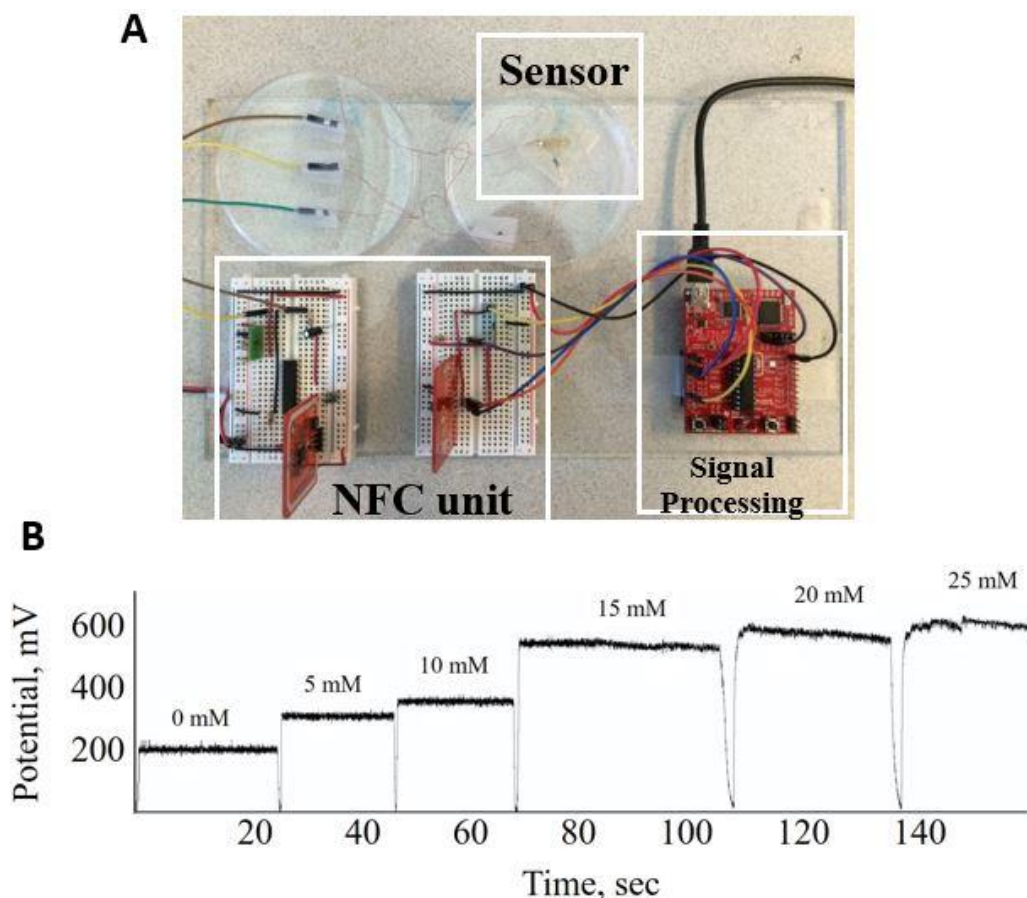 A
Sensor
NFC unit
Signal
Processing
B
Potential, mV
600
400
200
0 mM
5 mM
10 mM
15 mM
20 mM
25 mM
20
40
60
80
100
120
140
Time, sec